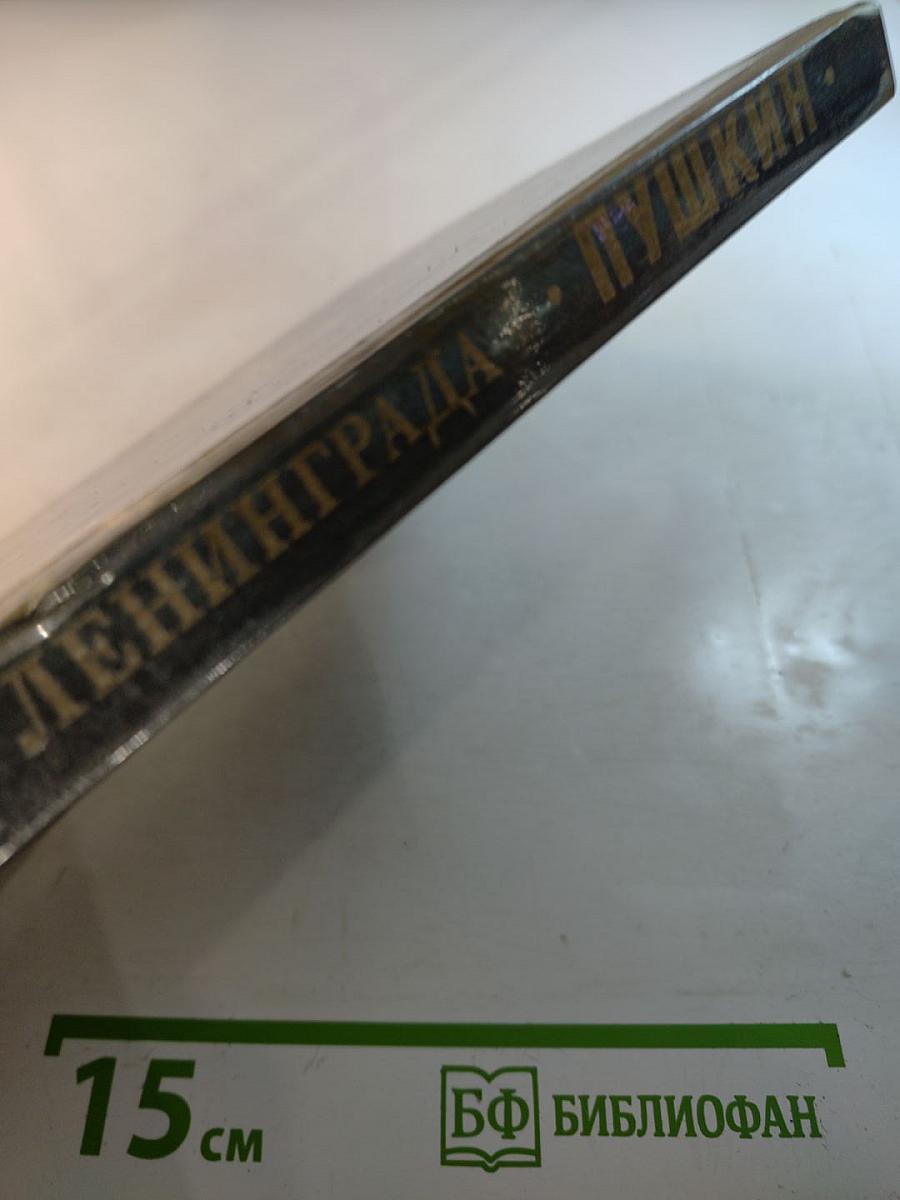 ЛЕНИНГРАДА · ПУШКИН ·
15 см
БФ БИБЛИОФАН